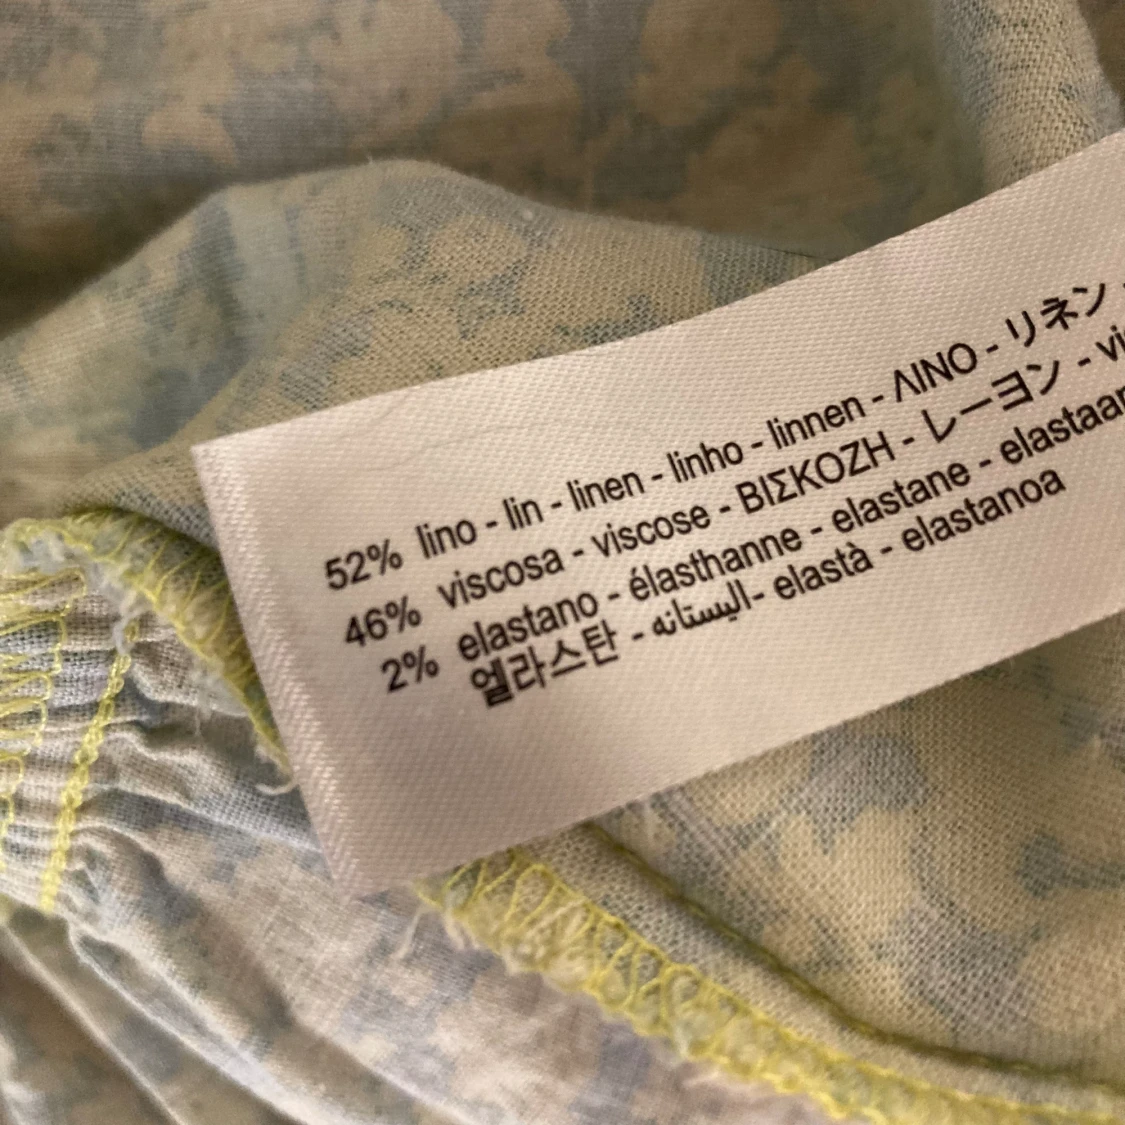 52% lino - lin - linen - linho - linnen - ΛΙΝΟ - リネン -
46% viscosa - viscose - ΒΙΣΚΟΖΗ - レーヨン -
2% elastano - élasthanne - elastane -
엘라스탄 - اليستانه - elastà - elastanoa